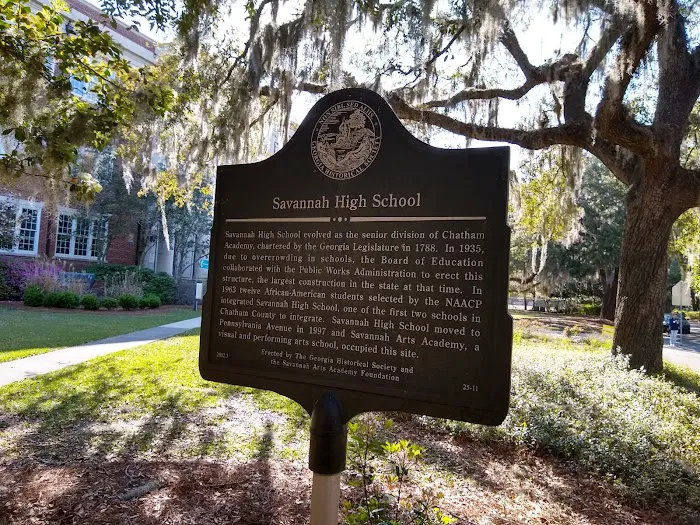 Savannah High School
Savannah High School evolved as the senior division of Chatham
Academy, chartered by the Georgia Legislature in 1788. In 1935,
due to overcrowding in schools, the Board of Education
collaborated with the Public Works Administration to erect this
structure, the largest construction in the state at that time. In
1963 twelve African-American students selected by the NAACP
integrated Savannah High School, one of the first two schools in
Chatham County to integrate. Savannah High School moved to
Pennsylvania Avenue in 1997 and Savannah Arts Academy, a
visual and performing arts school, occupied this site.
Erected by The Georgia Historical Society and
the Savannah Arts Academy Foundation
25-11